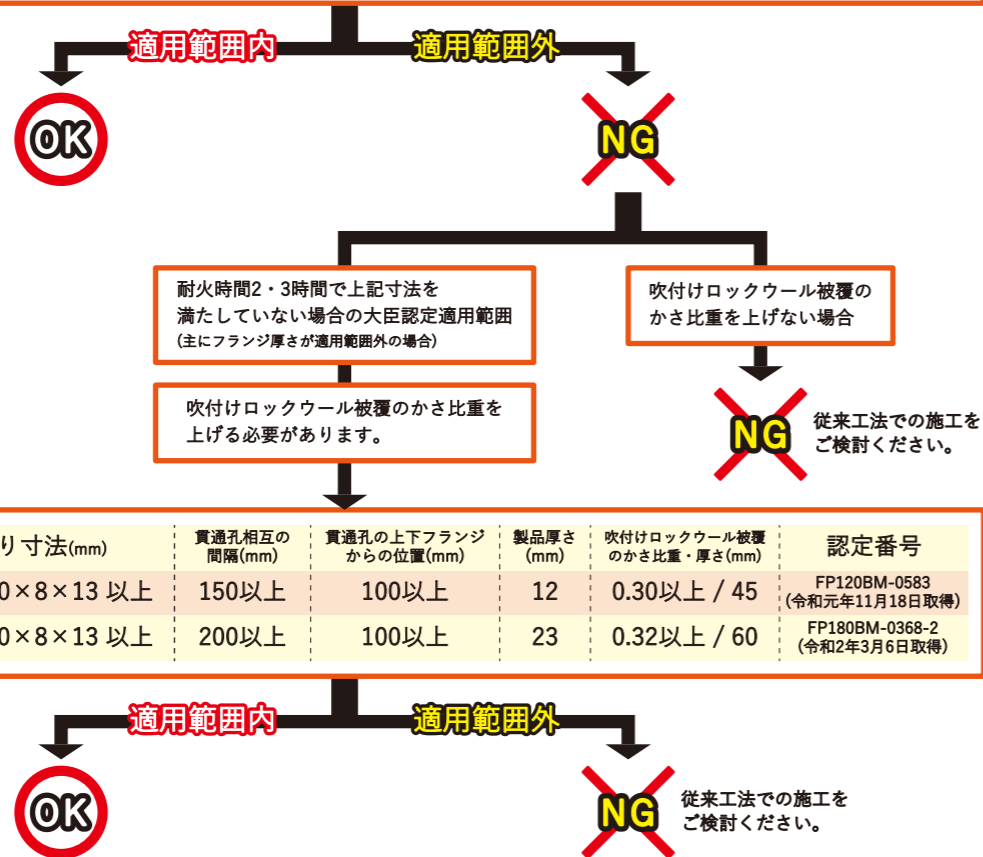 適用範囲内
適用範囲外
OK
NG
耐火時間2・3時間で上記寸法を
満たしていない場合の大臣認定適用範囲
(主にフランジ厚さが適用範囲外の場合)
吹付けロックウール被覆の
かさ比重を上げない場合
吹付けロックウール被覆のかさ比重を
上げる必要があります。
NG
従来工法での施工を
ご検討ください。
り寸法(mm)
貫通孔相互の
間隔(mm)
貫通孔の上下フランジ
からの位置(mm)
製品厚さ
(mm)
吹付けロックウール被覆
のかさ比重・厚さ(mm)
認定番号
0×8×13 以上
150以上
100以上
12
0.30以上 / 45
FP120BM-0583
(令和元年11月18日取得)
0×8×13 以上
200以上
100以上
23
0.32以上 / 60
FP180BM-0368-2
(令和2年3月6日取得)
適用範囲内
適用範囲外
OK
NG
従来工法での施工を
ご検討ください。